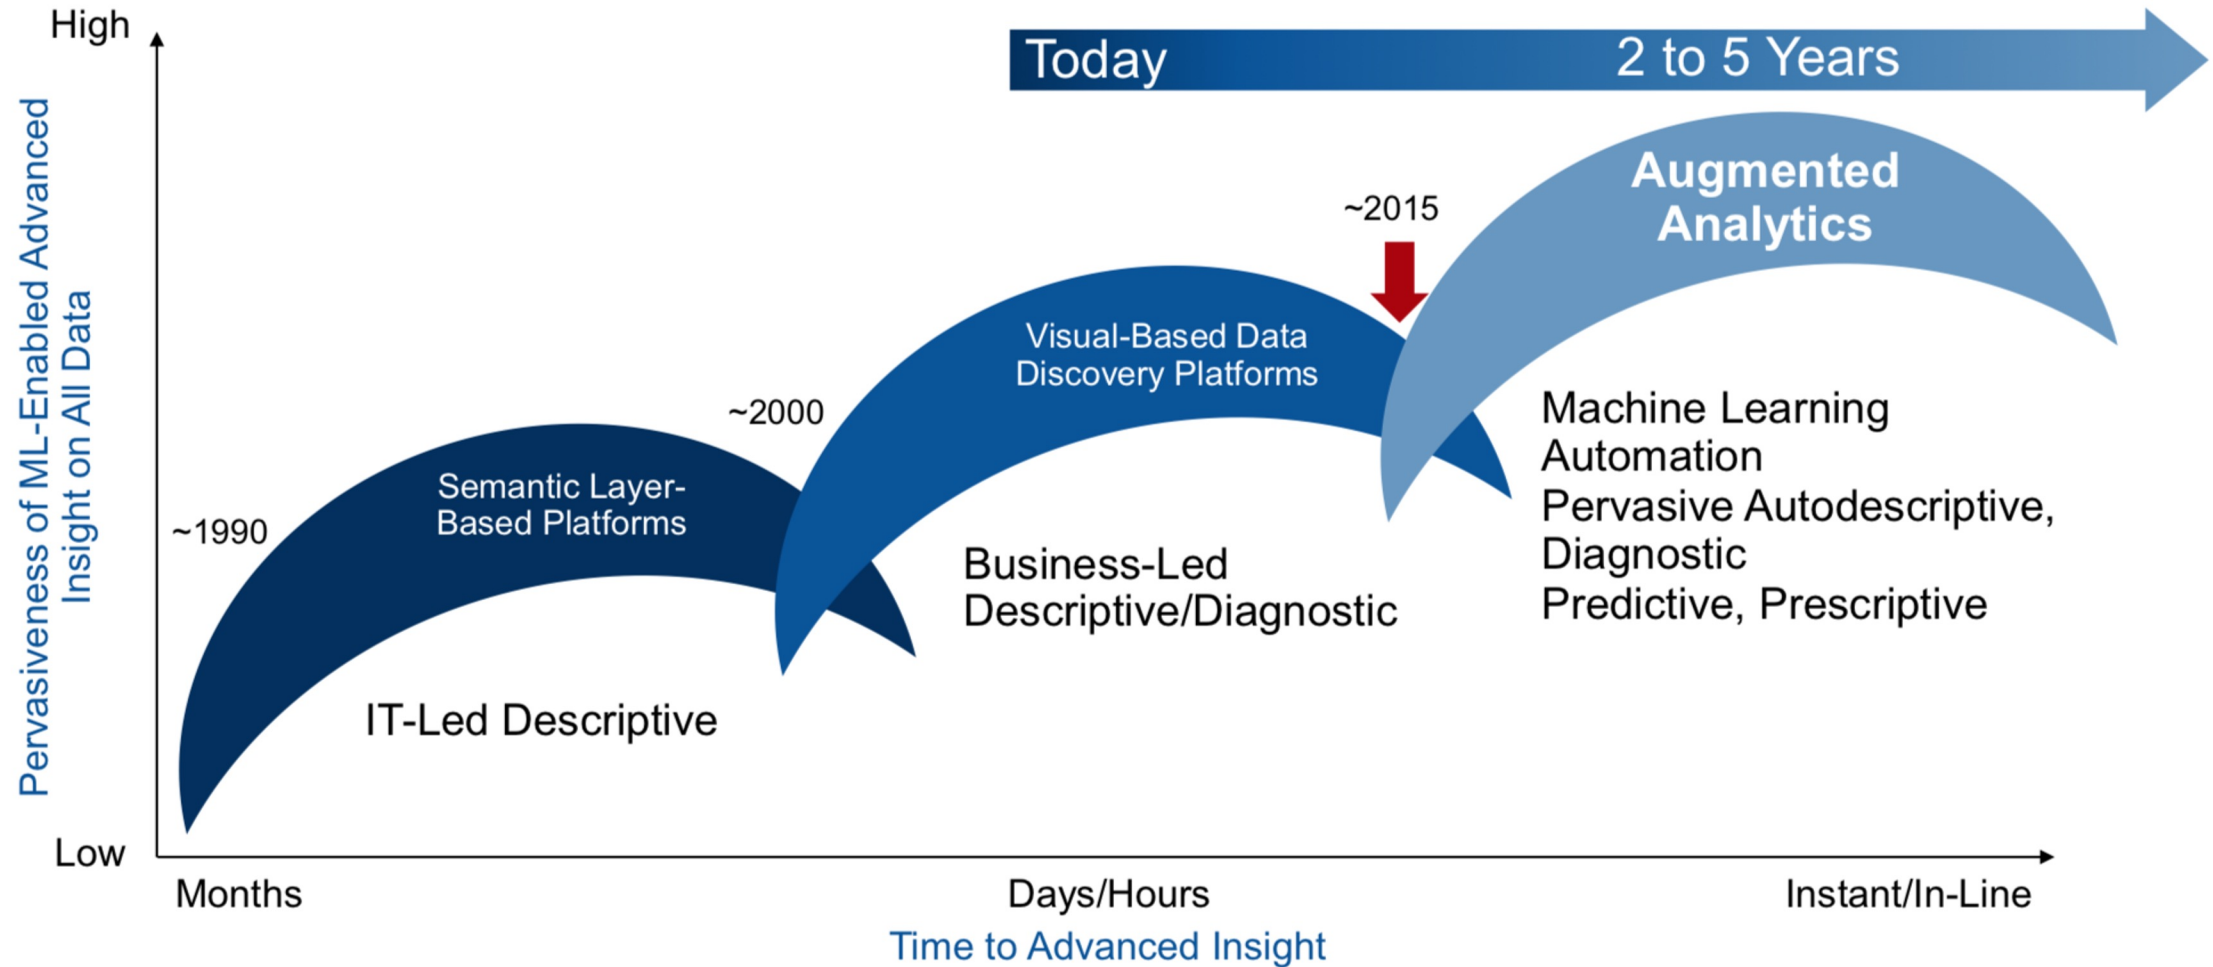 High
Today
2 to 5 Years
Pervasiveness of ML-Enabled Advanced
Insight on All Data
Augmented
Analytics
~2015
Visual-Based Data
Discovery Platforms
~2000
Machine Learning
Automation
Pervasive Autodescriptive,
Diagnostic
Predictive, Prescriptive
Semantic Layer-
Based Platforms
~1990
Business-Led
Descriptive/Diagnostic
IT-Led Descriptive
Low
Months
Days/Hours
Instant/In-Line
Time to Advanced Insight